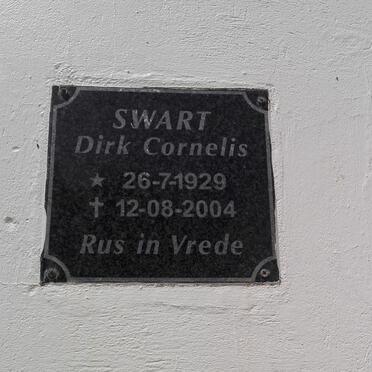 SWART
Dirk Cornelis
★ 26-7-1929
✝ 12-08-2004
Rus in Vrede